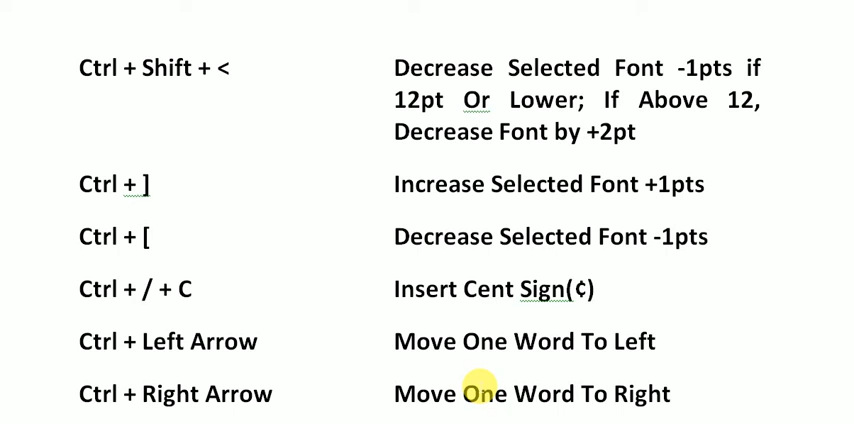 Ctrl + Shift + < Decrease Selected Font -1pts if
12pt Or Lower; If Above 12,
Decrease Font by +2pt
Ctrl + ] Increase Selected Font +1pts
Ctrl + [ Decrease Selected Font -1pts
Ctrl + / + C Insert Cent Sign(¢)
Ctrl + Left Arrow Move One Word To Left
Ctrl + Right Arrow Move One Word To Right